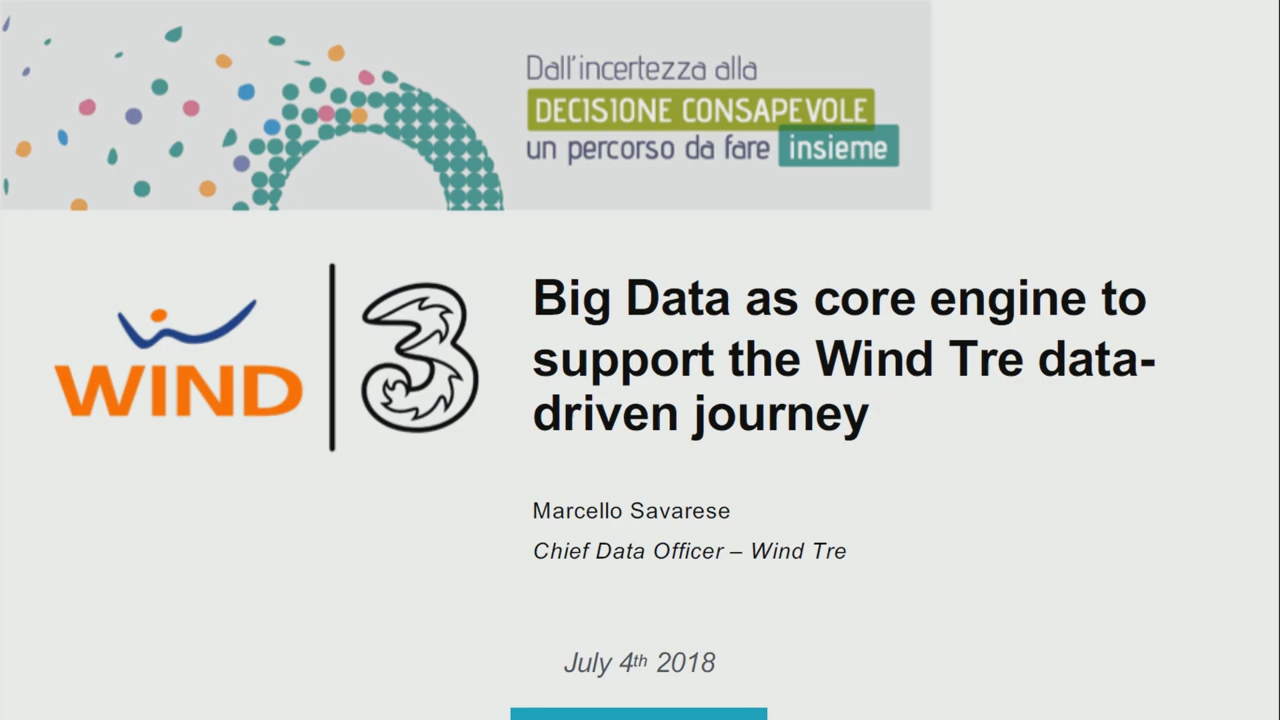 Dall'incertezza alla
DECISIONE CONSAPEVOLE
un percorso da fare insieme
WIND
3
Big Data as core engine to
support the Wind Tre data-
driven journey
Marcello Savarese
Chief Data Officer – Wind Tre
July 4th 2018